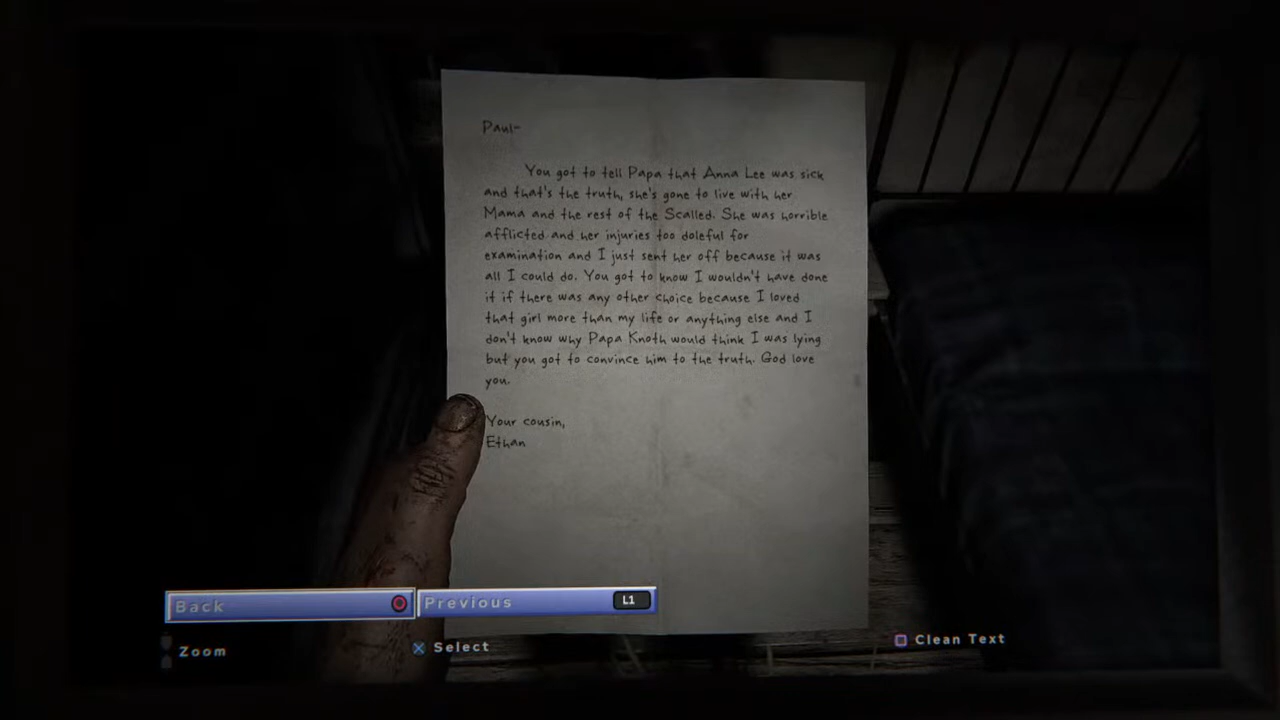 Paul-
You got to tell Papa that Anna Lee was sick
and that's the truth, she's gone to live with her
Mama and the rest of the Scalled. She was horrible
afflicted and her injuries too doleful for
examination and I just sent her off because it was
all I could do. You got to know I wouldn't have done
it if there was any other choice because I loved
that girl more than my life or anything else and I
don't know why Papa Knoth would think I was lying
but you got to convince him to the truth. God love
you.
Your cousin,
Ethan
Back
Previous L1
Zoom
Select
Clean Text